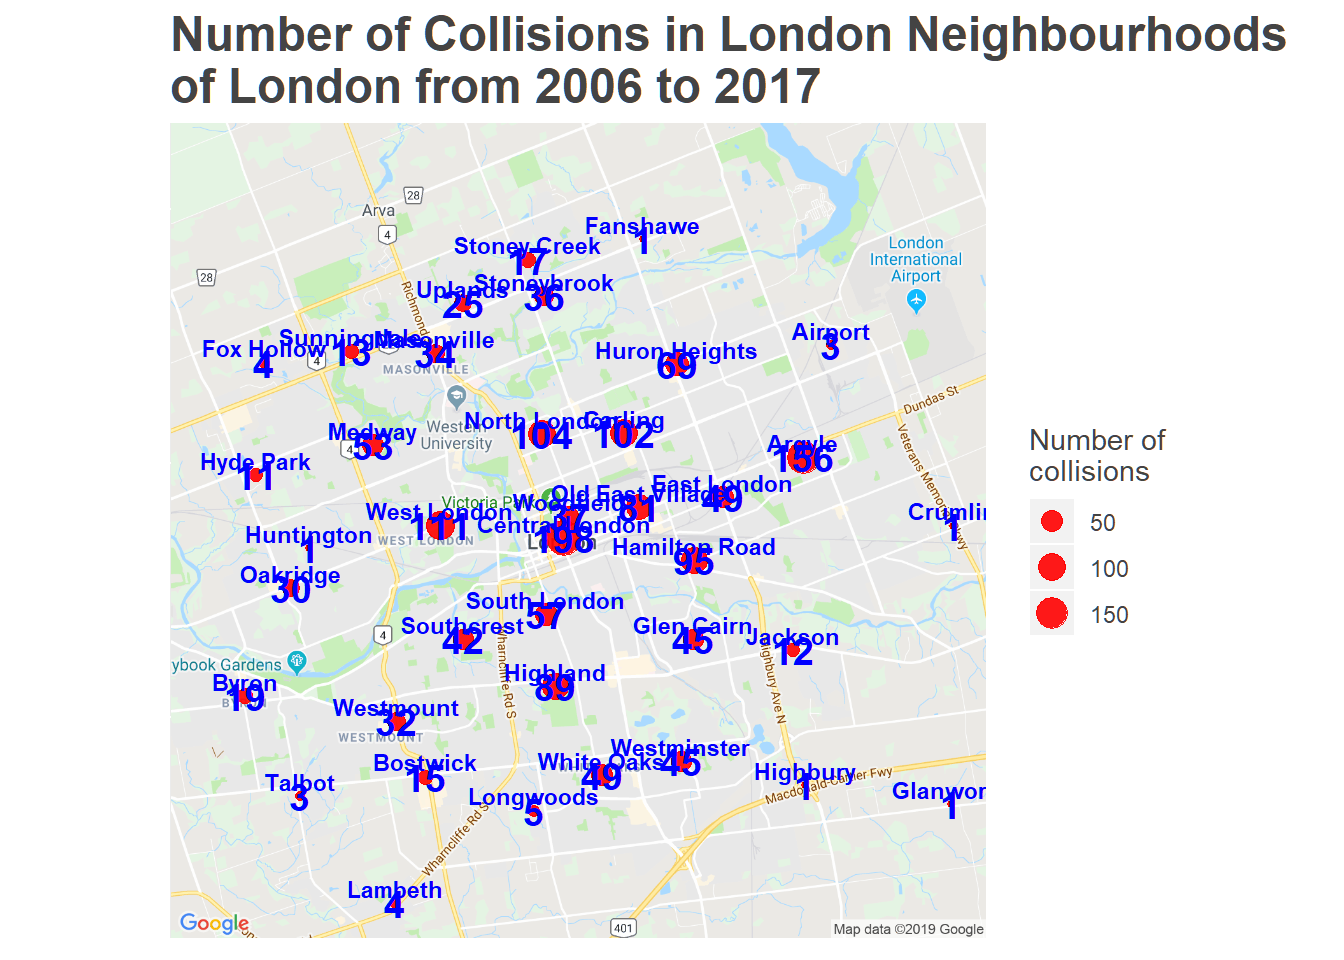 Number of Collisions in London Neighbourhoods
of London from 2006 to 2017
28
Arva
4
Fanshawe
1
London
International
Airport
Stoney Creek
17
28
Stoneybrook
36
Uplands
25
Richmond
Airport
3
Sunningdale
13
Masonville
34
Fox Hollow
4
4
4
MASONVILLE
Huron Heights
69
Dundas St
Western
University
North London
104
Carling
102
Medway
53
4
Argyle
156
Veterans Memorial Pkwy
Hyde Park
11
East London
49
Old East Village
81
Victoria Park
Woodfield
37
West London
111
WEST LONDON
Central London
198
London
Crumlin
1
Huntington
1
Hamilton Road
95
Oakridge
30
South London
57
Southcrest
42
4
Glen Cairn
45
Jackson
12
Wharncliffe Rd S
Highbury Ave N
ybook Gardens
Byron
19
Highland
89
Westmount
32
WESTMOUNT
Westminster
45
White Oaks
49
Bostwick
15
Talbot
3
Longwoods
5
Highbury
1
Macdonald-Cartier Fwy
Glanwor
1
Wharncliffe Rd S
Lambeth
4
401
Google
Map data ©2019 Google
Number of
collisions
50
100
150